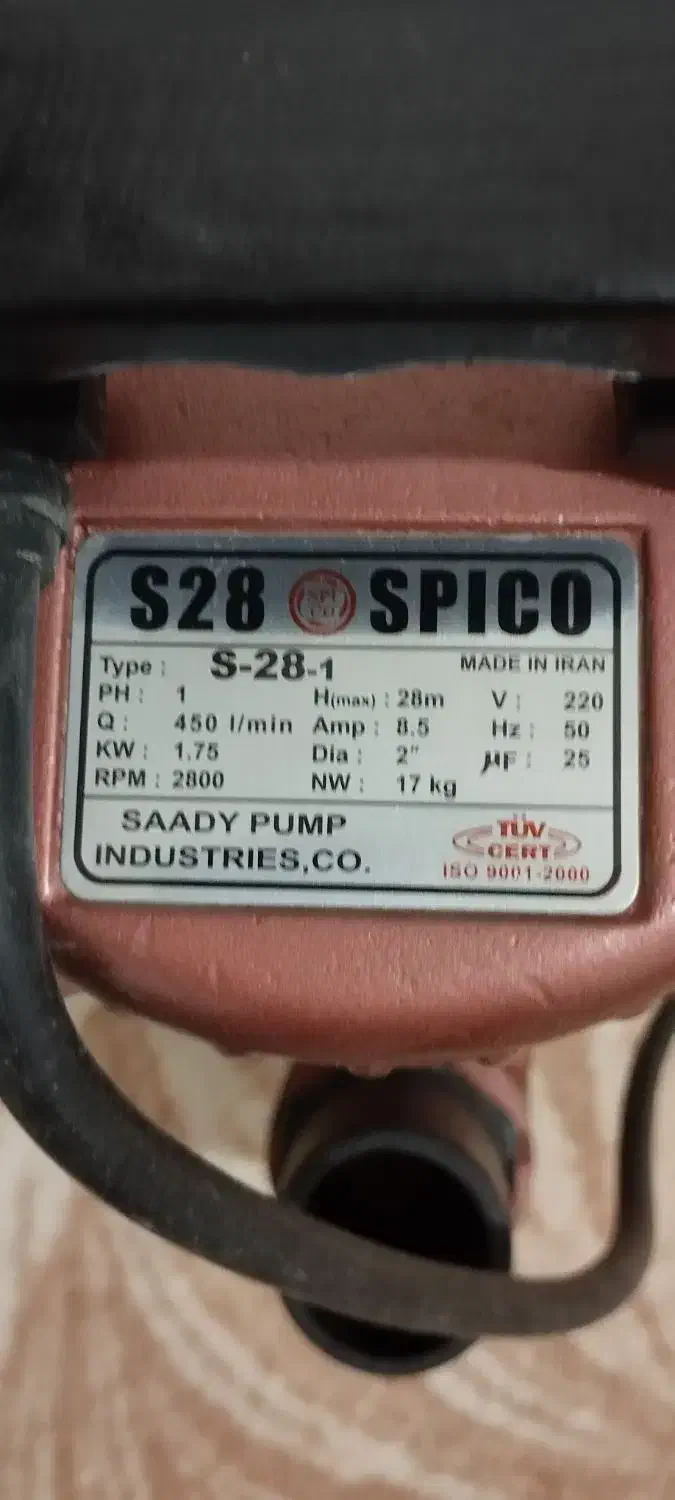 S28 SPI CO SPICO
Type : S-28-1 MADE IN IRAN
PH : 1 H(max) : 28m V : 220
Q : 450 l/min Amp : 8.5 Hz : 50
KW : 1.75 Dia : 2" µF : 25
RPM : 2800 NW : 17 kg
SAADY PUMP
INDUSTRIES,CO.
TÜV
CERT
ISO 9001-2000